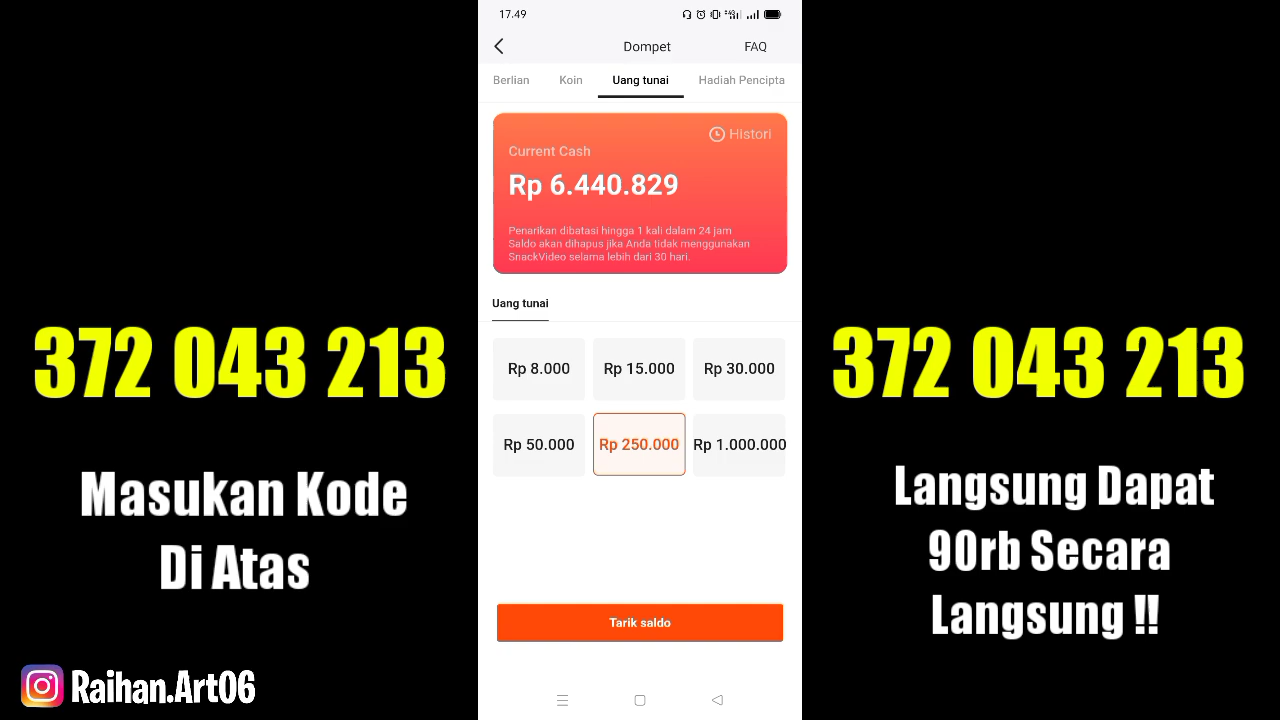 17.49
Dompet
FAQ
Berlian
Koin
Uang tunai
Hadiah Pencipta
Histori
Current Cash
Rp 6.440.829
Penarikan dibatasi hingga 1 kali dalam 24 jam
Saldo akan dihapus jika Anda tidak menggunakan
SnackVideo selama lebih dari 30 hari.
Uang tunai
Rp 8.000
Rp 15.000
Rp 30.000
Rp 50.000
Rp 250.000
Rp 1.000.000
Tarik saldo
372 043 213
Masukan Kode
Di Atas
Raihan.Art06
372 043 213
Langsung Dapat
90rb Secara
Langsung !!